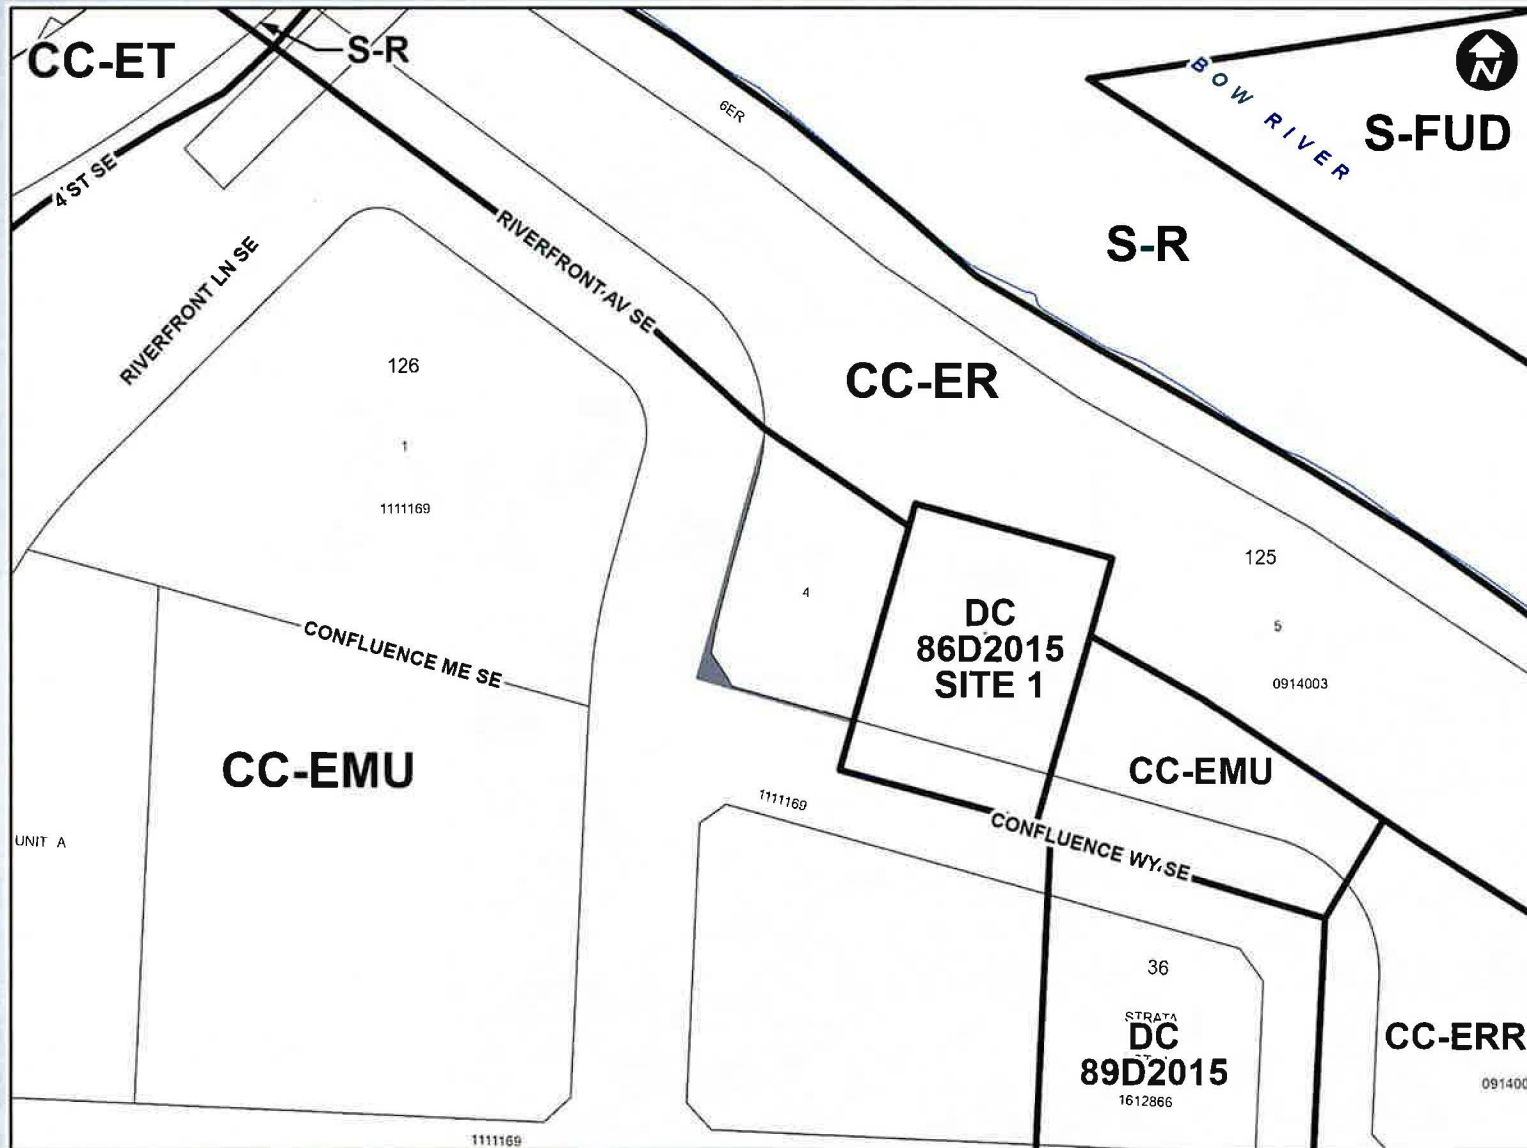 CC-ET
S-R
N
BOW RIVER
S-FUD
6ER
4 ST SE
RIVERFRONT LN SE
RIVERFRONT AV SE
S-R
126
CC-ER
1
1111169
125
4
DC
86D2015
SITE 1
5
0914003
CONFLUENCE ME SE
CC-EMU
CC-EMU
1111169
CONFLUENCE WY SE
UNIT A
36
STRATA
DC
89D2015
1612866
CC-ERR
09140
1111169